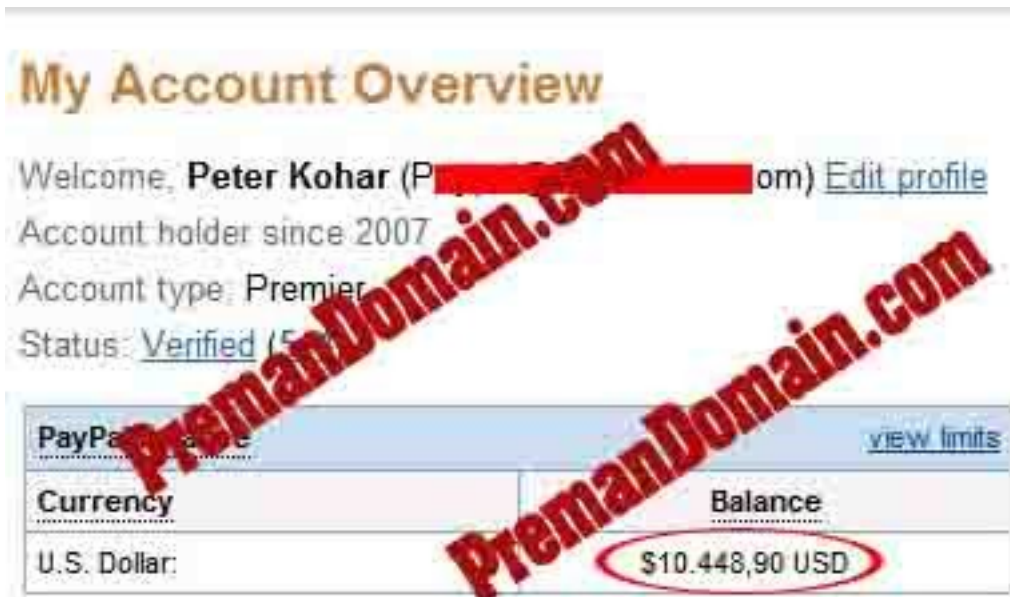 My Account Overview
Welcome, Peter Kohar (P om) Edit profile
Account holder since 2007
Account type: Premier
Status: Verified
view limits
Currency Balance
U.S. Dollar: $10.448,90 USD
PremanDomain.com
PremanDomain.com